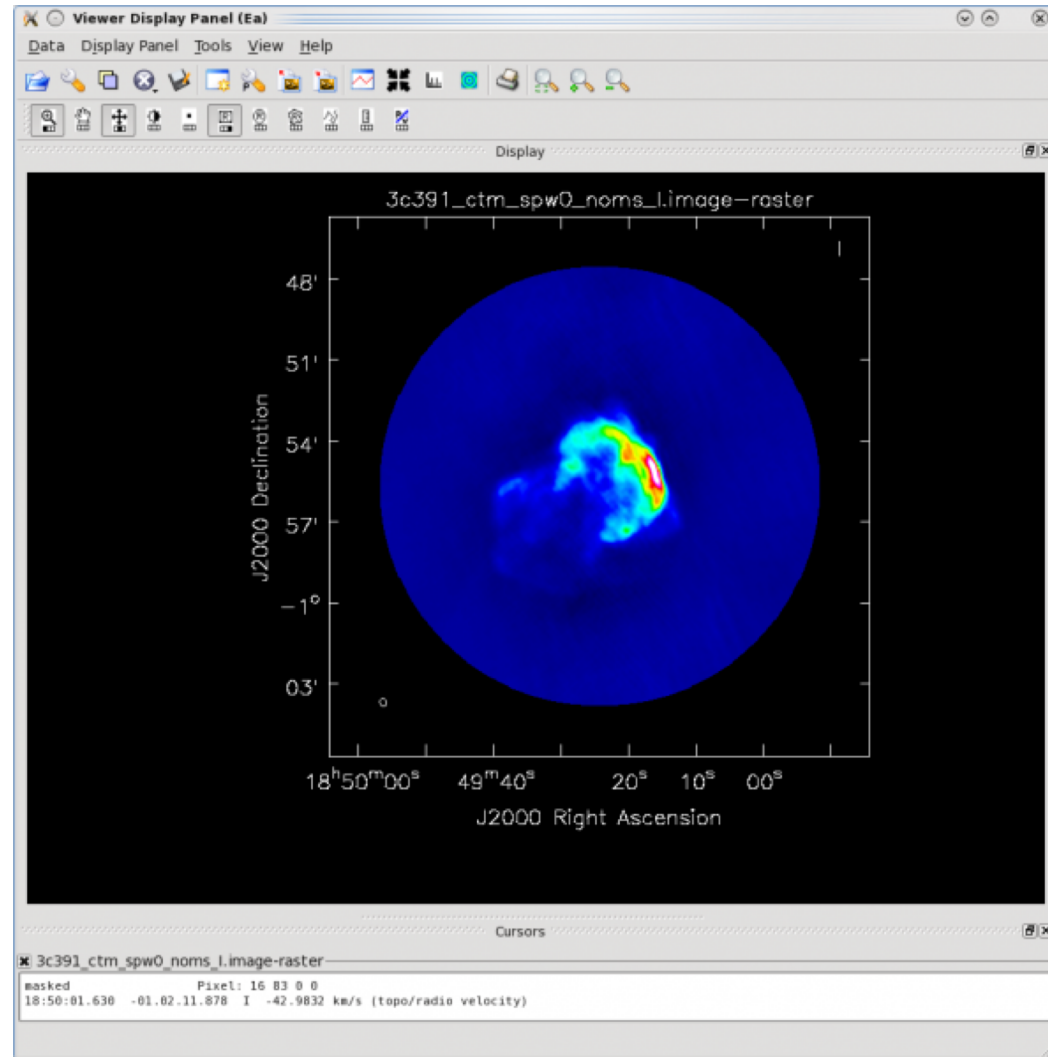 Viewer Display Panel (Ea)
Data Display Panel Tools View Help
Display
3c391_ctm_spw0_noms_I.image-raster
I
48'
51'
54'
57'
-1°
03'
J2000 Declination
18ʰ50ᵐ00ˢ 49ᵐ40ˢ 20ˢ 10ˢ 00ˢ
J2000 Right Ascension
Cursors
3c391_ctm_spw0_noms_I.image-raster
masked Pixel: 16 83 0 0
18:50:01.630 -01.02.11.878 I -42.9832 km/s (topo/radio velocity)